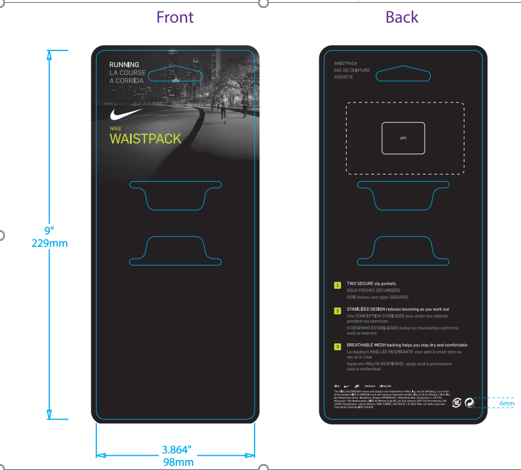 Front
Back
RUNNING
LA COURSE
A CORRIDA
NIKE
WAISTPACK
9"
229mm
3.864"
98mm
WAISTPACK
SAC DE CEINTURE
POCHETE
UPC
1 TWO SECURE zip pockets
DEUX POCHES SÉCURISÉES
DOIS bolsos com zíper SEGUROS
2 STABILIZED DESIGN reduces bouncing as you work out
Une CONCEPTION STABILISÉE pour éviter les rebonds
pendant vos exercices
O DESENHO ESTABILIZADO reduz os movimentos conforme
você se exercita
3 BREATHABLE MESH backing helps you stay dry and comfortable
La doublure MAILLÉE RESPIRANTE vous aide à rester bien au
sec et à l'aise
Apoio em MALHA RESPIRÁVEL ajuda você a permanecer
seco e confortável
6mm